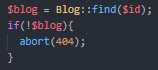 $blog = Blog::find($id);
if(!$blog){
  abort(404);
}